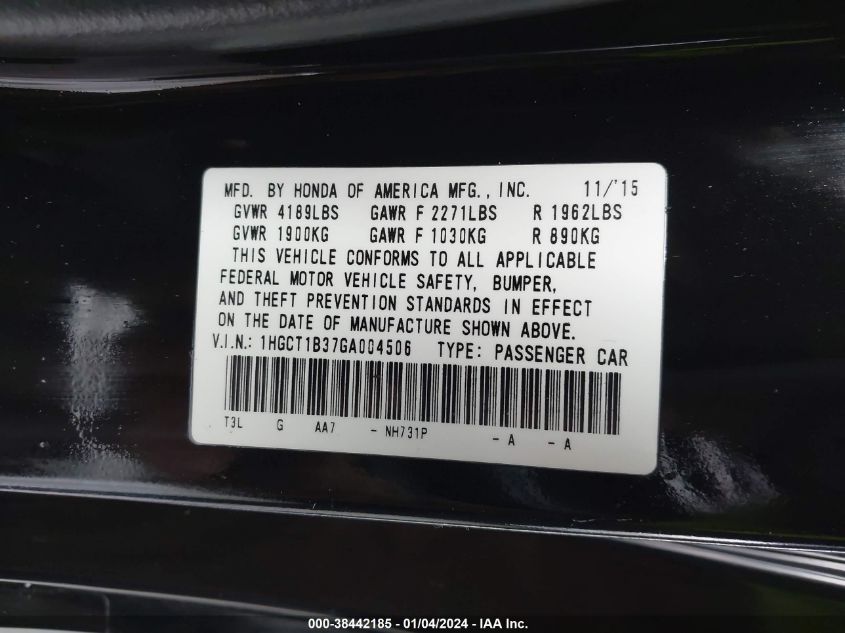 MFD. BY HONDA OF AMERICA MFG., INC. 11/'15
GVWR 4189LBS GAWR F 2271LBS R 1962LBS
GVWR 1900KG GAWR F 1030KG R 890KG
THIS VEHICLE CONFORMS TO ALL APPLICABLE
FEDERAL MOTOR VEHICLE SAFETY, BUMPER,
AND THEFT PREVENTION STANDARDS IN EFFECT
ON THE DATE OF MANUFACTURE SHOWN ABOVE.
V.I.N.: 1HGCT1B37GA004506 TYPE: PASSENGER CAR
T3L G AA7 - NH731P - A - A
000-38442185 - 01/04/2024 - IAA Inc.